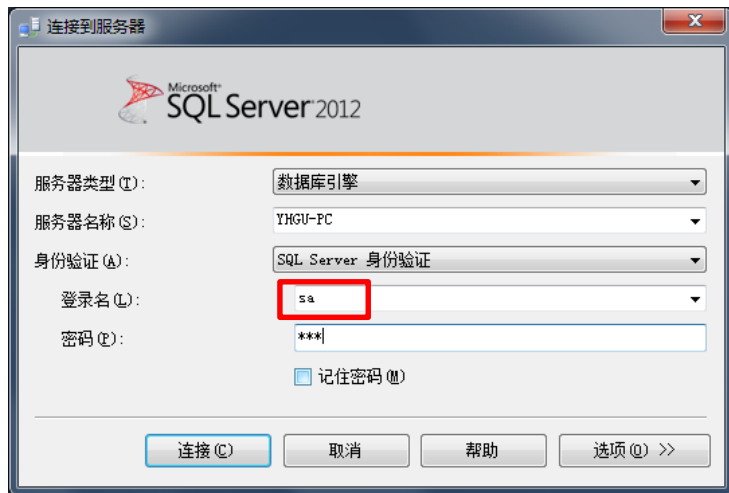 连接到服务器
Microsoft®
SQL Server® 2012
服务器类型(T): 数据库引擎
服务器名称(S): YHGU-PC
身份验证(A): SQL Server 身份验证
登录名(L): sa
密码(P): ***
记住密码(M)
连接(C) 取消 帮助 选项(O) >>